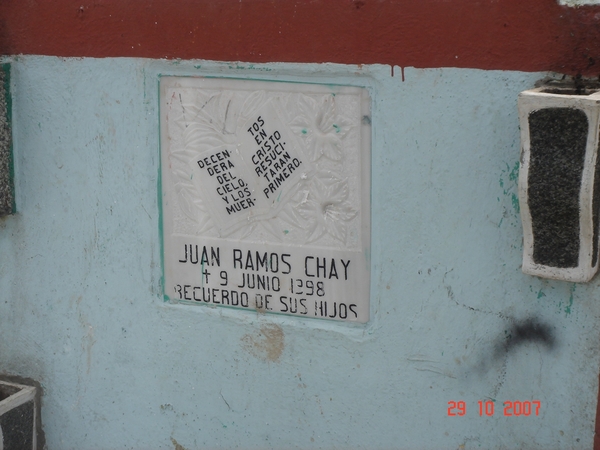 DECEN-
DERA
DEL
CIELO,
Y LOS
MUER-
TOS
EN
CRISTO
RESUCI-
TARAN
PRIMERO.
JUAN RAMOS CHAY
† 9 JUNIO 1998
RECUERDO DE SUS HIJOS
29 10 2007